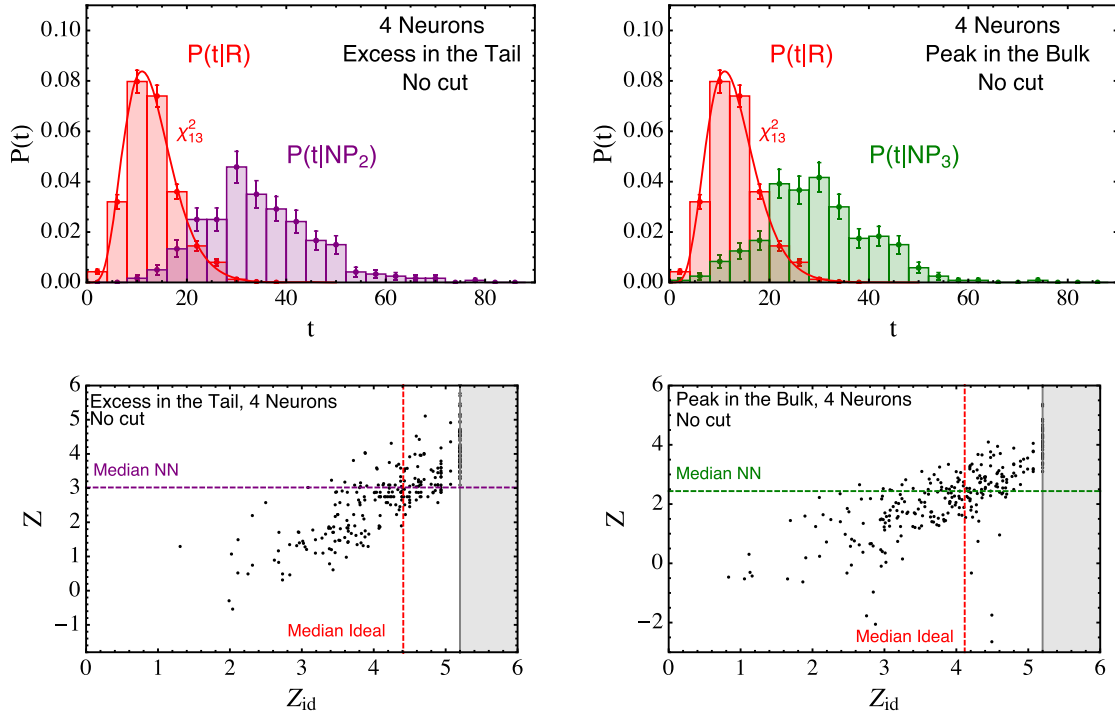 4 Neurons
Excess in the Tail
No cut
P(t|R)
χ²₁₃
P(t|NP₂)
P(t)
0.10
0.08
0.06
0.04
0.02
0.00
0 20 40 60 80
t
4 Neurons
Peak in the Bulk
No cut
P(t|R)
χ²₁₃
P(t|NP₃)
P(t)
0.10
0.08
0.06
0.04
0.02
0.00
0 20 40 60 80
t
Excess in the Tail, 4 Neurons
No cut
Median NN
Median Ideal
Z
6
5
4
3
2
1
0
−1
0 1 2 3 4 5 6
Z_id
Peak in the Bulk, 4 Neurons
No cut
Median NN
Median Ideal
Z
6
4
2
0
−2
0 1 2 3 4 5 6
Z_id